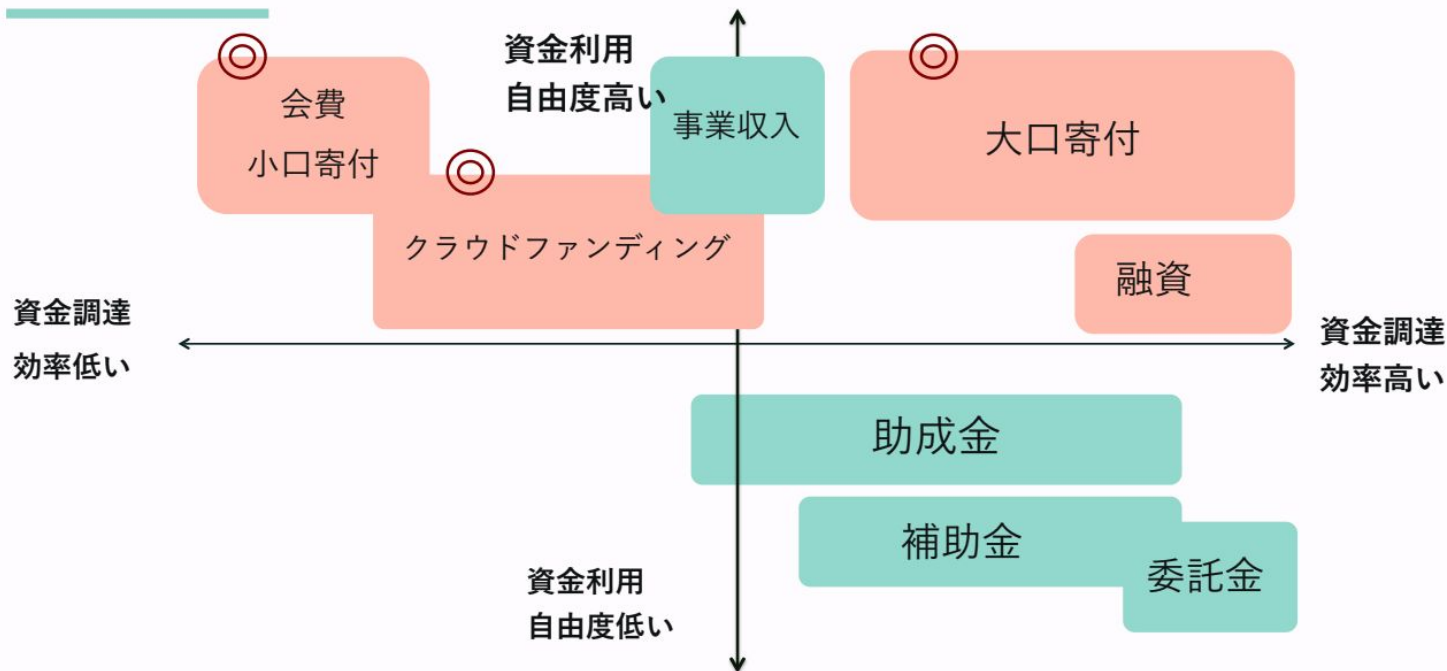 資金利用
自由度高い
会費
小口寄付
事業収入
大口寄付
クラウドファンディング
融資
資金調達
効率低い
資金調達
効率高い
助成金
補助金
委託金
資金利用
自由度低い